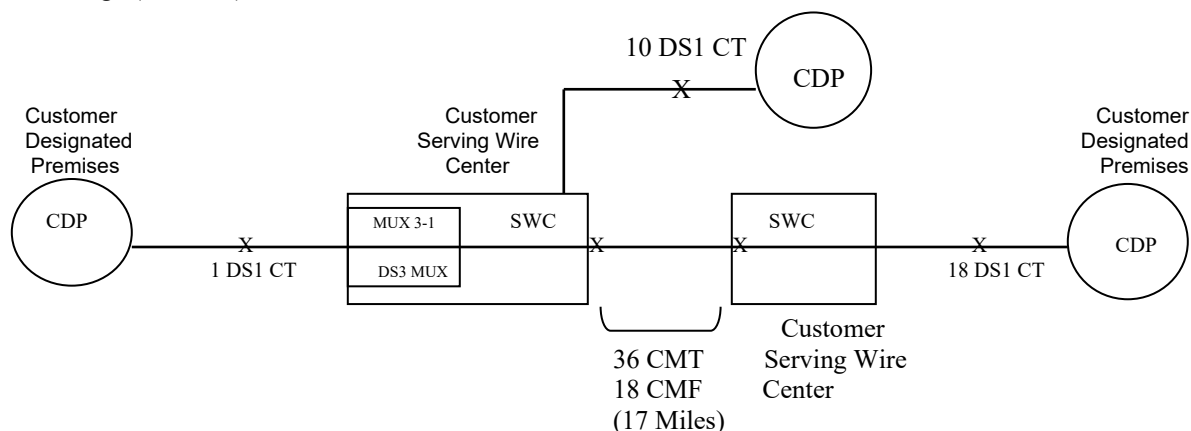 10 DS1 CT
CDP
Customer
Designated
Premises
Customer
Serving Wire
Center
Customer
Designated
Premises
CDP
MUX 3-1
SWC
SWC
CDP
X
X
X
X
X
1 DS1 CT
DS3 MUX
18 DS1 CT
36 CMT
18 CMF
(17 Miles)
Customer
Serving Wire
Center